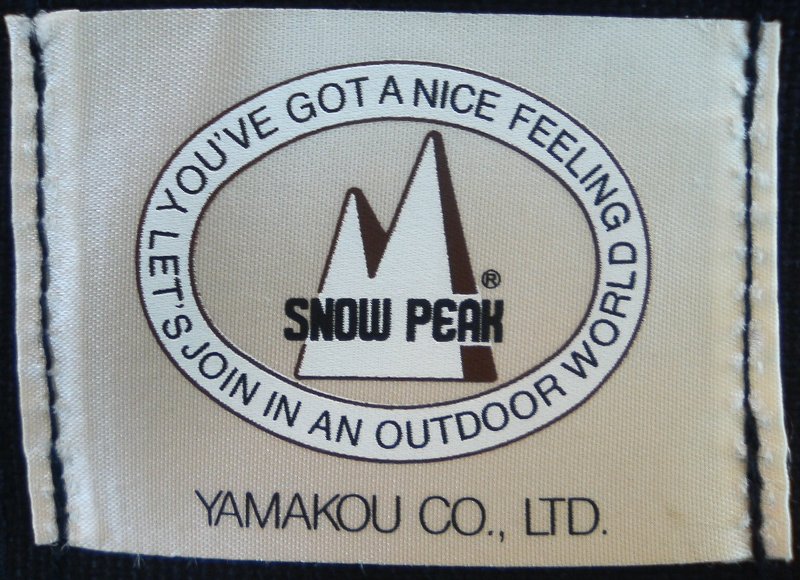 YOU'VE GOT A NICE FEELING
LET'S JOIN IN AN OUTDOOR WORLD
SNOW PEAK ®
YAMAKOU CO., LTD.